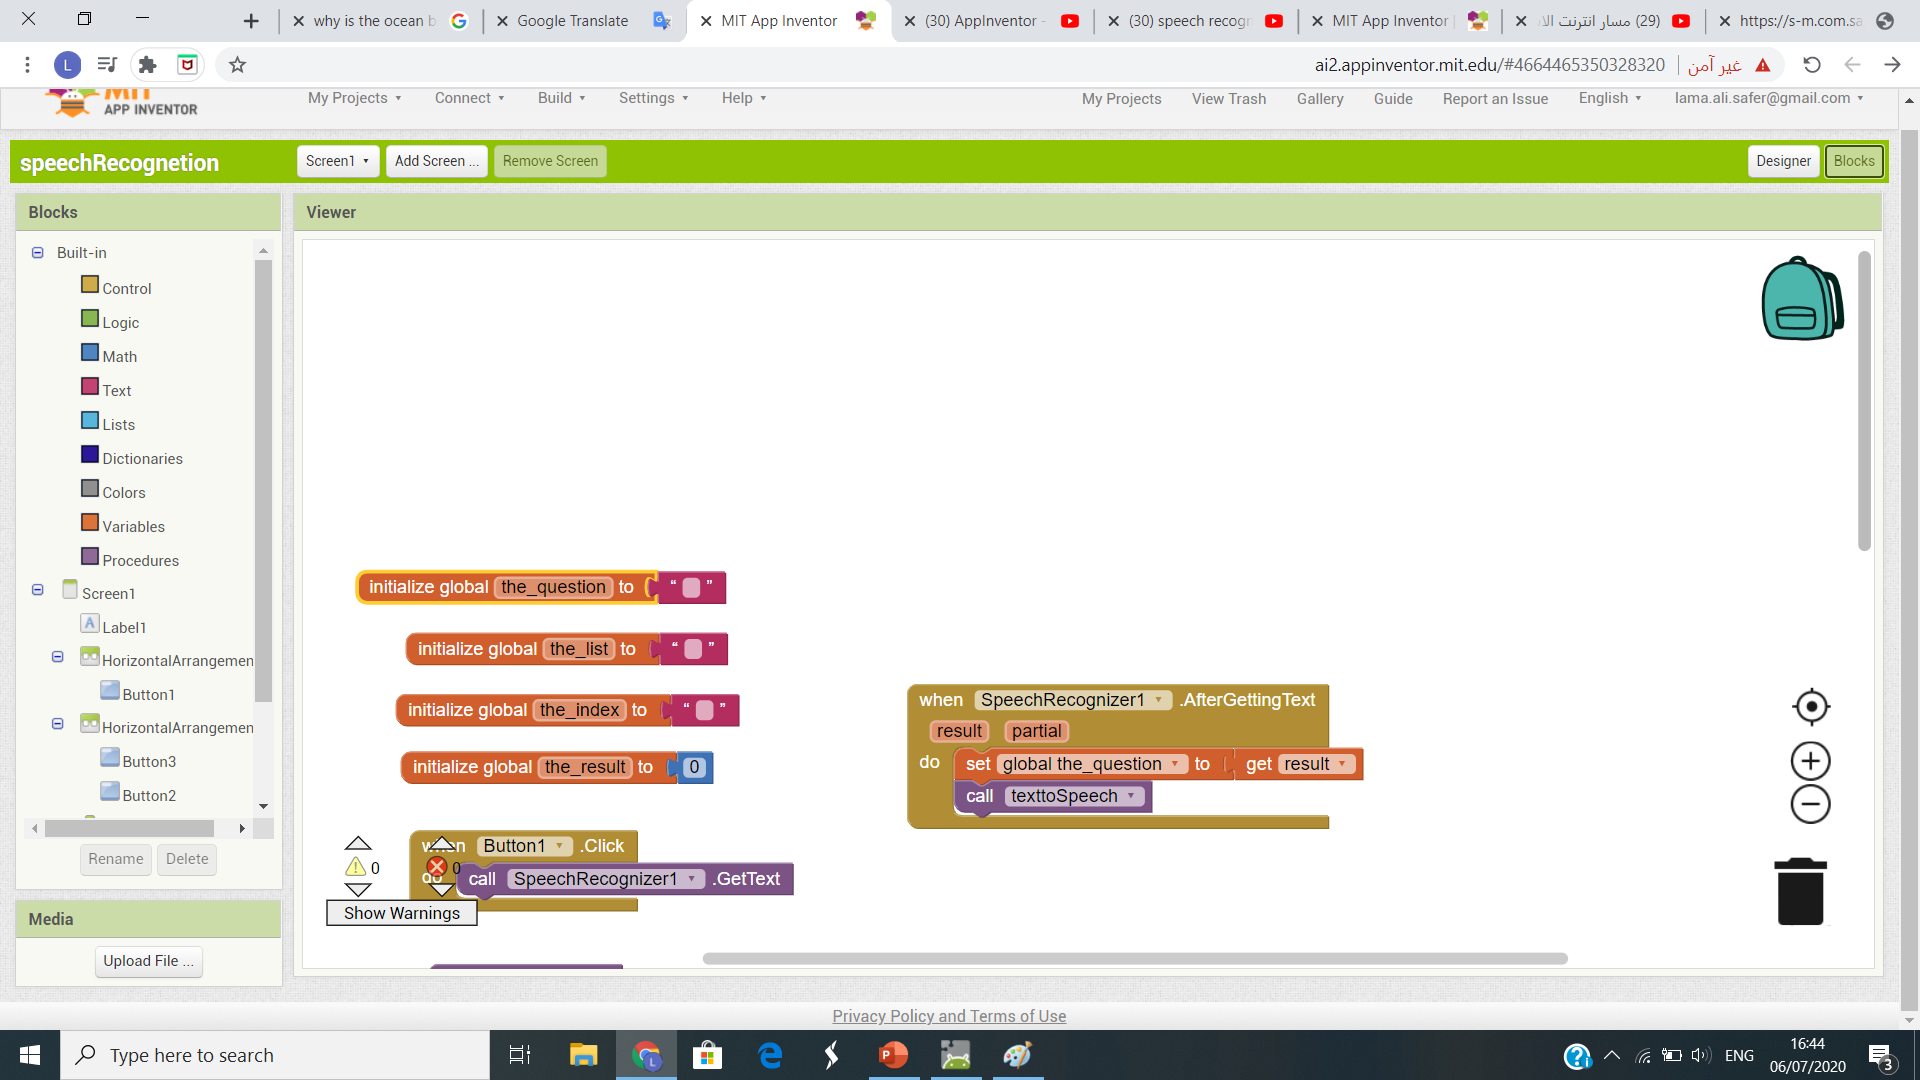 why is the ocean b
Google Translate
MIT App Inventor
(30) AppInventor -
(30) speech recogn
MIT App Inventor
(29) مسار انترنت الا
https://s-m.com.sa
L
ai2.appinventor.mit.edu/#4664465350328320
غير آمن
MIT
APP INVENTOR
My Projects
Connect
Build
Settings
Help
My Projects
View Trash
Gallery
Guide
Report an Issue
English
lama.ali.safer@gmail.com
speechRecognetion
Screen1
Add Screen ...
Remove Screen
Designer
Blocks
Blocks
Viewer
Built-in
Control
Logic
Math
Text
Lists
Dictionaries
Colors
Variables
Procedures
Screen1
A Label1
HorizontalArrangemen
Button1
HorizontalArrangemen
Button3
Button2
Rename
Delete
Media
Upload File ...
initialize global the_question to “ ”
initialize global the_list to “ ”
initialize global the_index to “ ”
initialize global the_result to 0
when Button1 .Click
do call SpeechRecognizer1 .GetText
0
0
Show Warnings
when SpeechRecognizer1 .AfterGettingText
result partial
do set global the_question to get result
call texttoSpeech
Privacy Policy and Terms of Use
Type here to search
ENG
16:44
06/07/2020
3